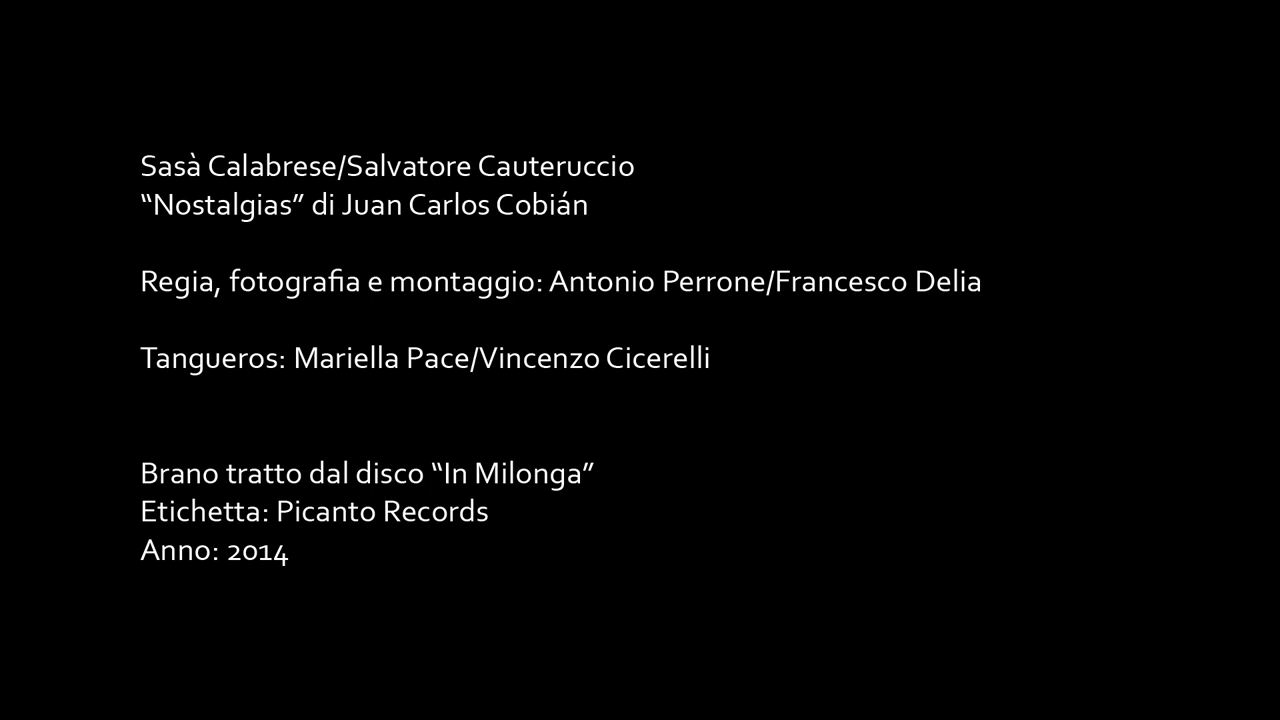 Sasà Calabrese/Salvatore Cauteruccio
“Nostalgias” di Juan Carlos Cobián
Regia, fotografia e montaggio: Antonio Perrone/Francesco Delia
Tangueros: Mariella Pace/Vincenzo Cicerelli
Brano tratto dal disco “In Milonga”
Etichetta: Picanto Records
Anno: 2014